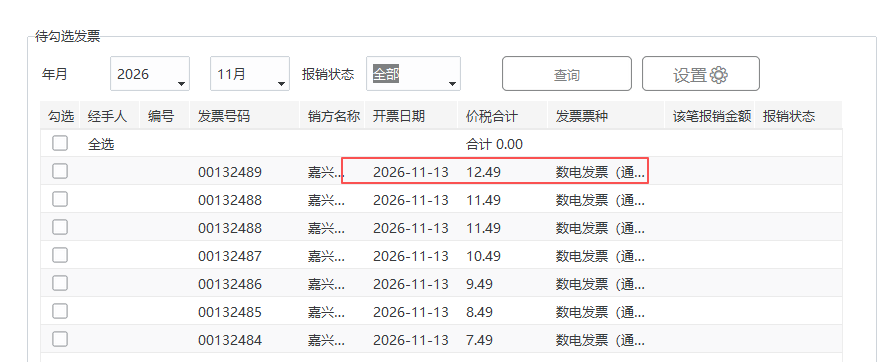 待勾选发票
年月 2026 11月 报销状态 全部 查询 设置
勾选 经手人 编号 发票号码 销方名称 开票日期 价税合计 发票票种 该笔报销金额 报销状态
全选 合计 0.00
00132489 嘉兴... 2026-11-13 12.49 数电发票（通...
00132488 嘉兴... 2026-11-13 11.49 数电发票（通...
00132488 嘉兴... 2026-11-13 11.49 数电发票（通...
00132487 嘉兴... 2026-11-13 10.49 数电发票（通...
00132486 嘉兴... 2026-11-13 9.49 数电发票（通...
00132485 嘉兴... 2026-11-13 8.49 数电发票（通...
00132484 嘉兴... 2026-11-13 7.49 数电发票（通...